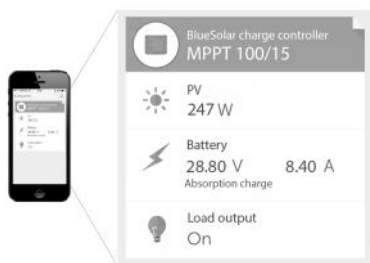 BlueSolar charge controller
MPPT 100/15
PV
247 W
Battery
28.80 V 8.40 A
Absorption charge
Load output
On